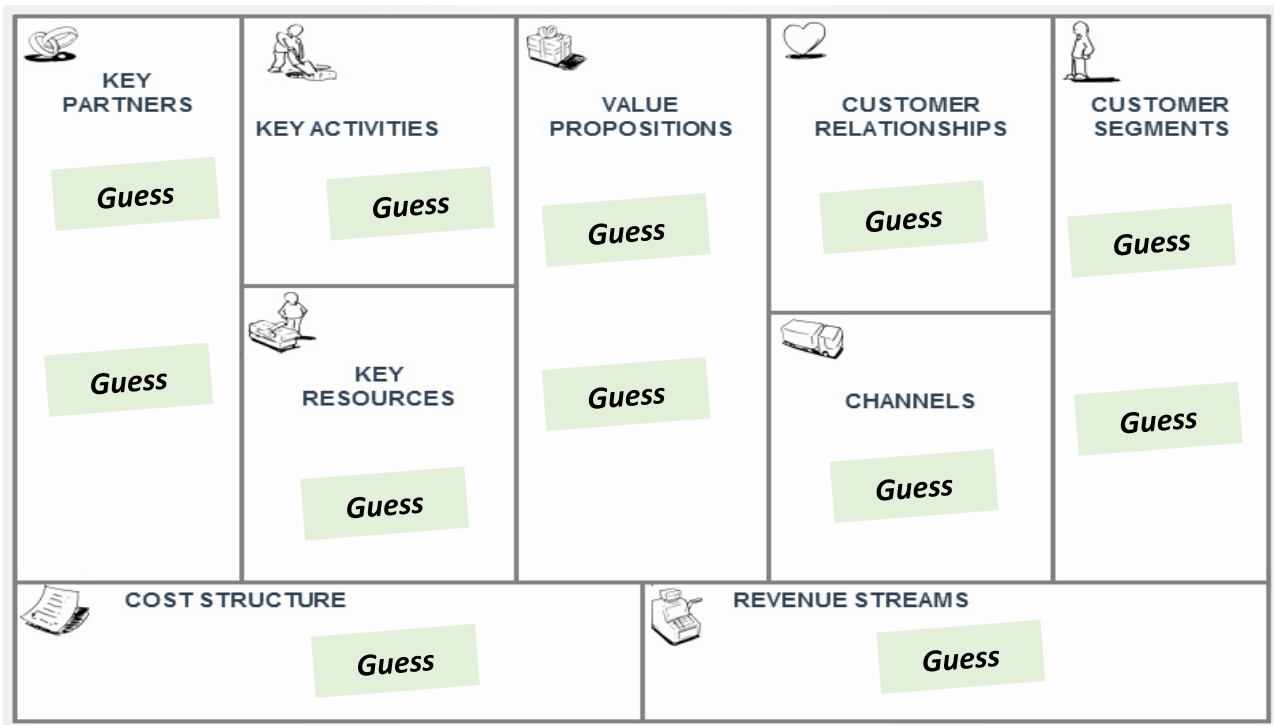 KEY
PARTNERS
Guess
Guess
KEY ACTIVITIES
Guess
KEY
RESOURCES
Guess
VALUE
PROPOSITIONS
Guess
Guess
CUSTOMER
RELATIONSHIPS
Guess
CHANNELS
Guess
CUSTOMER
SEGMENTS
Guess
Guess
COST STRUCTURE
Guess
REVENUE STREAMS
Guess